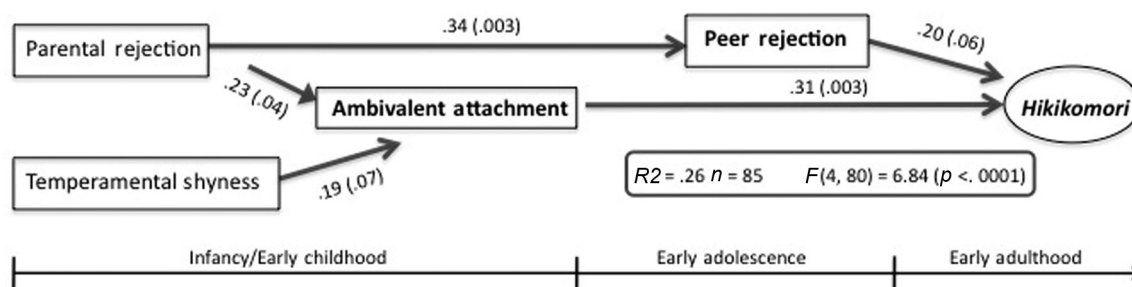 Parental rejection
.34 (.003)
Peer rejection
.20 (.06)
.23 (.04)
Ambivalent attachment
.31 (.003)
Hikikomori
Temperamental shyness
.19 (.07)
R2 = .26 n = 85 F(4, 80) = 6.84 (p <. 0001)
Infancy/Early childhood
Early adolescence
Early adulthood